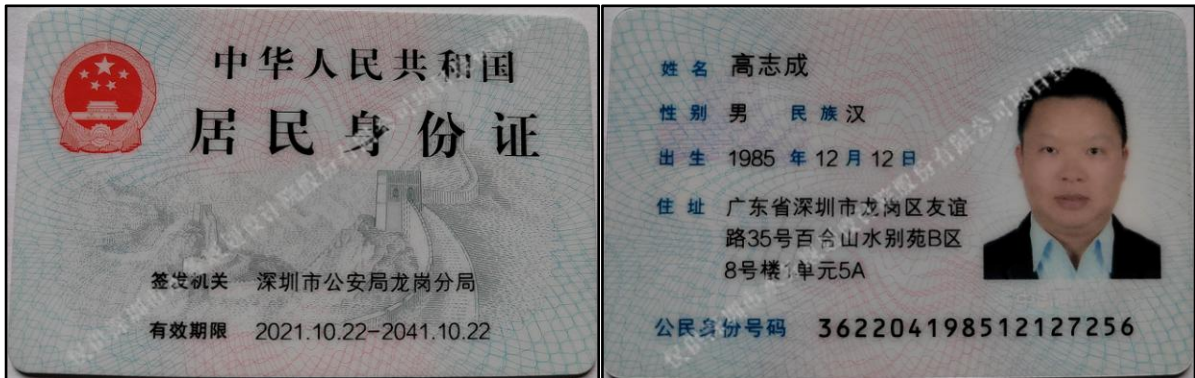 中华人民共和国
居民身份证
签发机关 深圳市公安局龙岗分局
有效期限 2021.10.22-2041.10.22
姓名 高志成
性别 男 民族 汉
出生 1985 年 12 月 12 日
住址 广东省深圳市龙岗区友谊
路35号百合山水别苑B区
8号楼1单元5A
公民身份号码 362204198512127256